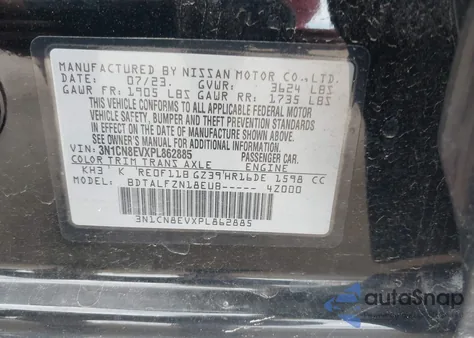 MANUFACTURED BY NISSAN MOTOR CO., LTD.
DATE: 07/23. GVWR: 3624 LBS
GAWR FR: 1905 LBS GAWR RR: 1735 LBS
THIS VEHICLE CONFORMS TO ALL APPLICABLE FEDERAL MOTOR
VEHICLE SAFETY, BUMPER AND THEFT PREVENTION STANDARDS
IN EFFECT ON THE DATE OF MANUFACTURE SHOWN ABOVE.
SEE OWNER'S MANUAL FOR ADDITIONAL INFORMATION.
VIN: 3N1CN8EVXPL862885 PASSENGER CAR.
COLOR TRIM TRANS AXLE ENGINE
KH3 K RE0F11B GZ39 HR16DE 1598 CC
MODEL: BDTALFZN18EUB----- 42000
3N1CN8EVXPL862885
autoSnap